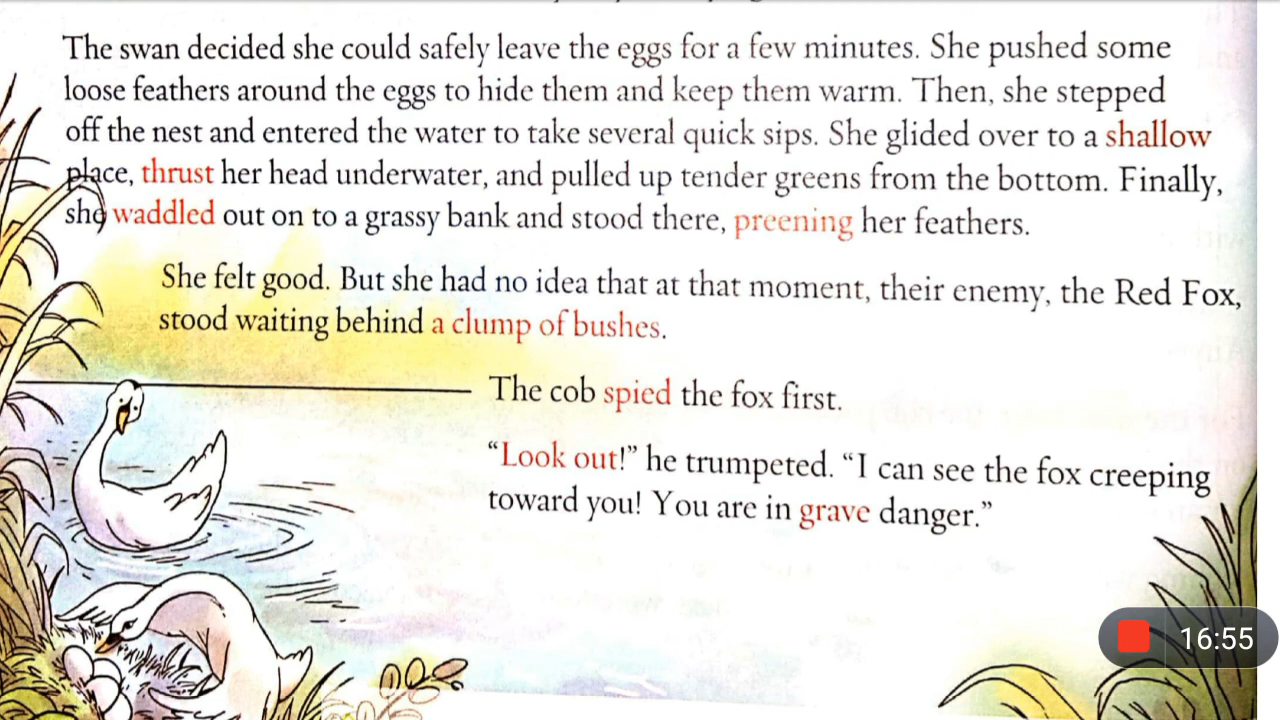 The swan decided she could safely leave the eggs for a few minutes. She pushed some
loose feathers around the eggs to hide them and keep them warm. Then, she stepped
off the nest and entered the water to take several quick sips. She glided over to a shallow
place, thrust her head underwater, and pulled up tender greens from the bottom. Finally,
she waddled out on to a grassy bank and stood there, preening her feathers.
She felt good. But she had no idea that at that moment, their enemy, the Red Fox,
stood waiting behind a clump of bushes.
The cob spied the fox first.
“Look out!” he trumpeted. “I can see the fox creeping
toward you! You are in grave danger.”
16:55